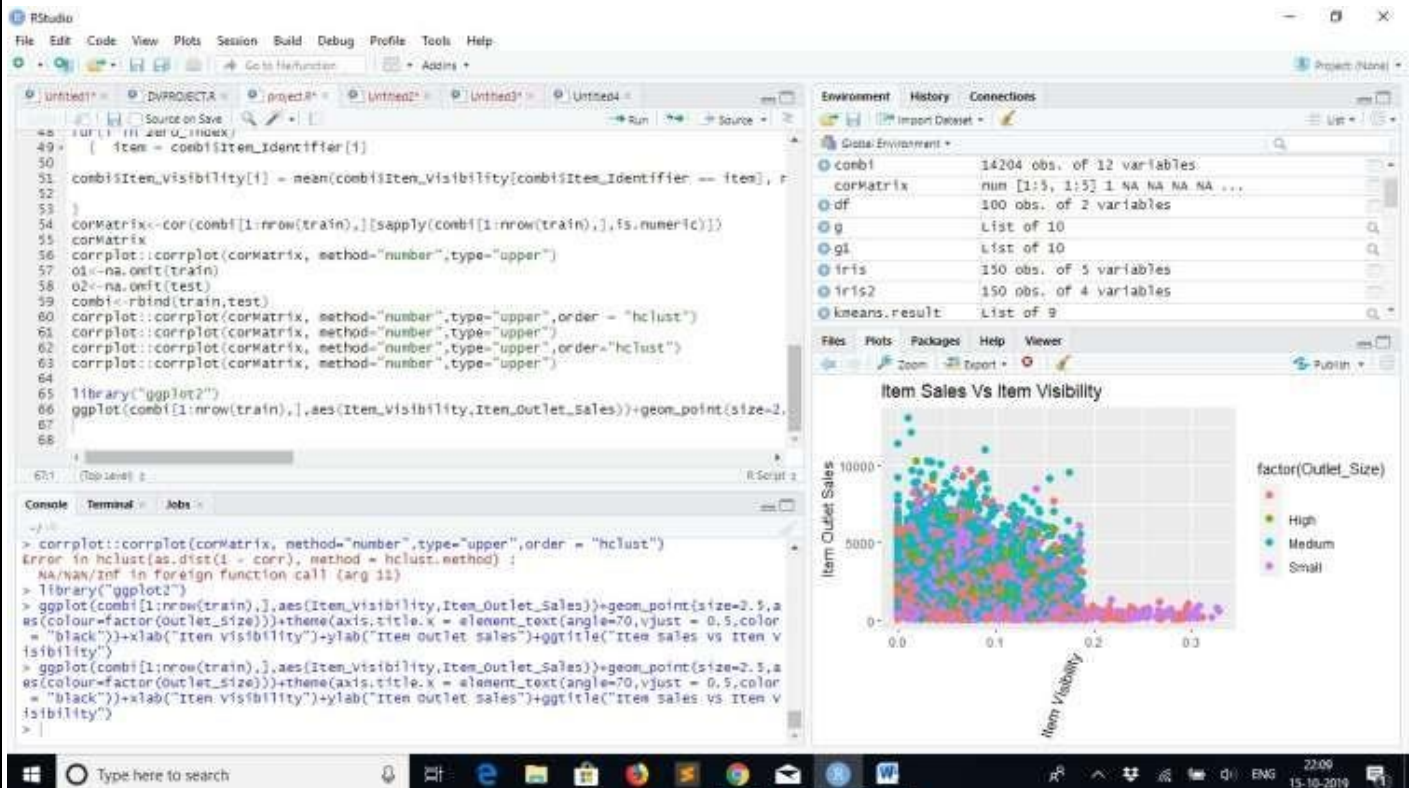 RStudio
File Edit Code View Plots Session Build Debug Profile Tools Help
Go to file/function Addins
Project: (None)
Untitled1* DVPROJECT.R project.R* Untitled2* Untitled3* Untitled4
Source on Save Run Source
48 for(i in zero_index)
49 { item = combi$Item_Identifier[i]
50
51 combi$Item_Visibility[i] = mean(combi$Item_Visibility[combi$Item_Identifier == item], r
52
53 }
54 corMatrix<-cor(combi[1:nrow(train),][sapply(combi[1:nrow(train),],is.numeric)])
55 corMatrix
56 corrplot::corrplot(corMatrix, method="number",type="upper")
57 o1<-na.omit(train)
58 o2<-na.omit(test)
59 combi<-rbind(train,test)
60 corrplot::corrplot(corMatrix, method="number",type="upper",order = "hclust")
61 corrplot::corrplot(corMatrix, method="number",type="upper")
62 corrplot::corrplot(corMatrix, method="number",type="upper",order="hclust")
63 corrplot::corrplot(corMatrix, method="number",type="upper")
64
65 library("ggplot2")
66 ggplot(combi[1:nrow(train),],aes(Item_Visibility,Item_Outlet_Sales))+geom_point(size=2.
67
68
67:1 (Top Level) R Script
Console Terminal Jobs
> corrplot::corrplot(corMatrix, method="number",type="upper",order = "hclust")
Error in hclust(as.dist(1 - corr), method = hclust.method) :
NA/NaN/Inf in foreign function call (arg 11)
> library("ggplot2")
> ggplot(combi[1:nrow(train),],aes(Item_Visibility,Item_Outlet_Sales))+geom_point(size=2.5,a
es(colour=factor(Outlet_Size)))+theme(axis.title.x = element_text(angle=70,vjust = 0.5,color
= "black"))+xlab("Item Visibility")+ylab("Item Outlet Sales")+ggtitle("Item Sales Vs Item V
isibility")
> ggplot(combi[1:nrow(train),],aes(Item_Visibility,Item_Outlet_Sales))+geom_point(size=2.5,a
es(colour=factor(Outlet_Size)))+theme(axis.title.x = element_text(angle=70,vjust = 0.5,color
= "black"))+xlab("Item Visibility")+ylab("Item Outlet Sales")+ggtitle("Item Sales Vs Item V
isibility")
>
Environment History Connections
Import Dataset List
Global Environment
combi 14204 obs. of 12 variables
corMatrix num [1:5, 1:5] 1 NA NA NA NA ...
df 100 obs. of 2 variables
g List of 10
g1 List of 10
iris 150 obs. of 5 variables
iris2 150 obs. of 4 variables
kmeans.result List of 9
Files Plots Packages Help Viewer
Zoom Export Publish
Item Sales Vs Item Visibility
Item Outlet Sales
10000
5000
0
0.0 0.1 0.2 0.3
Item Visibility
factor(Outlet_Size)
High
Medium
Small
Type here to search
ENG
22:09
15-10-2019